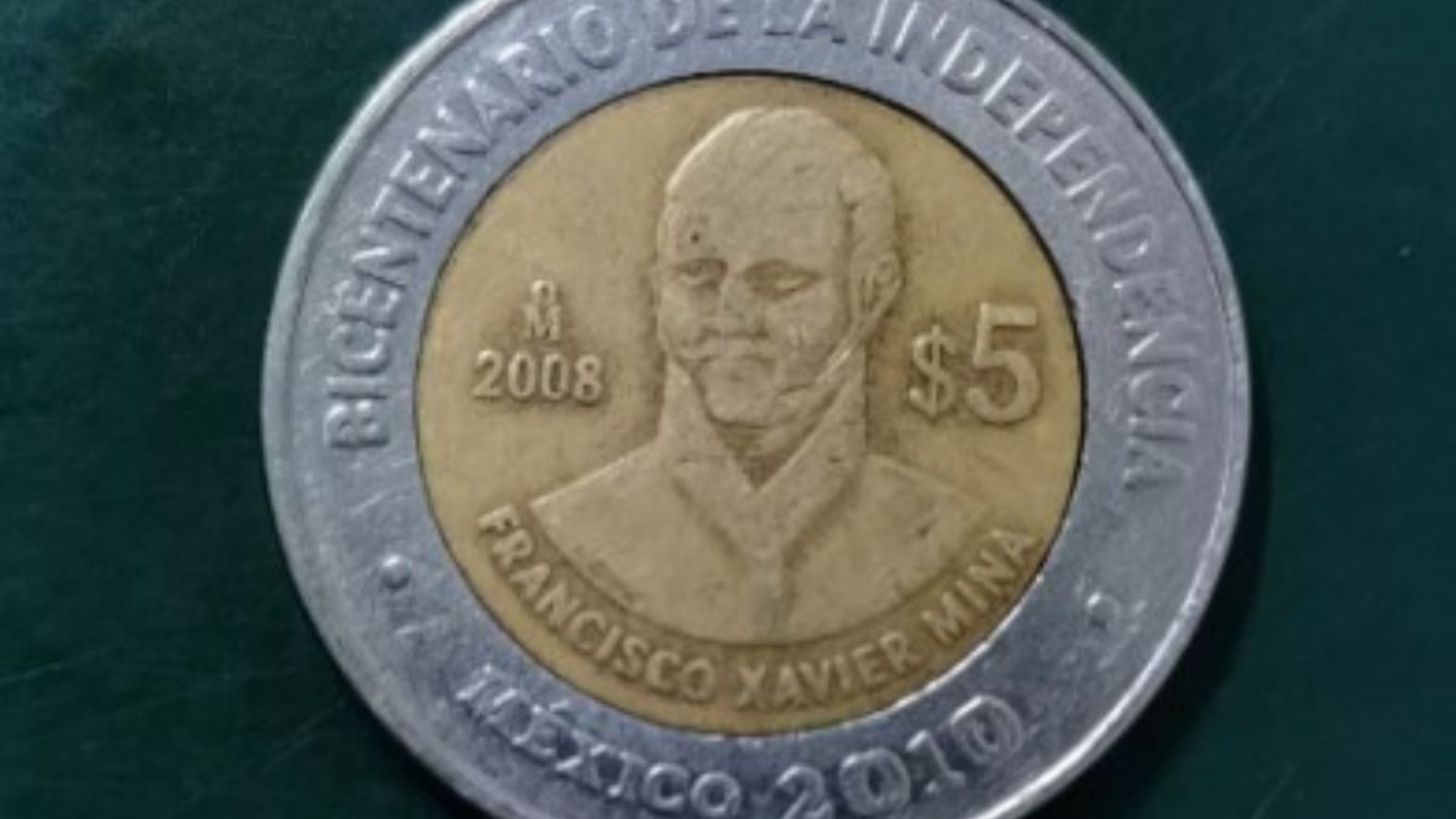 BICENTENARIO DE LA INDEPENDENCIA
o
M
2008
$5
FRANCISCO XAVIER MINA
MÉXICO 2010